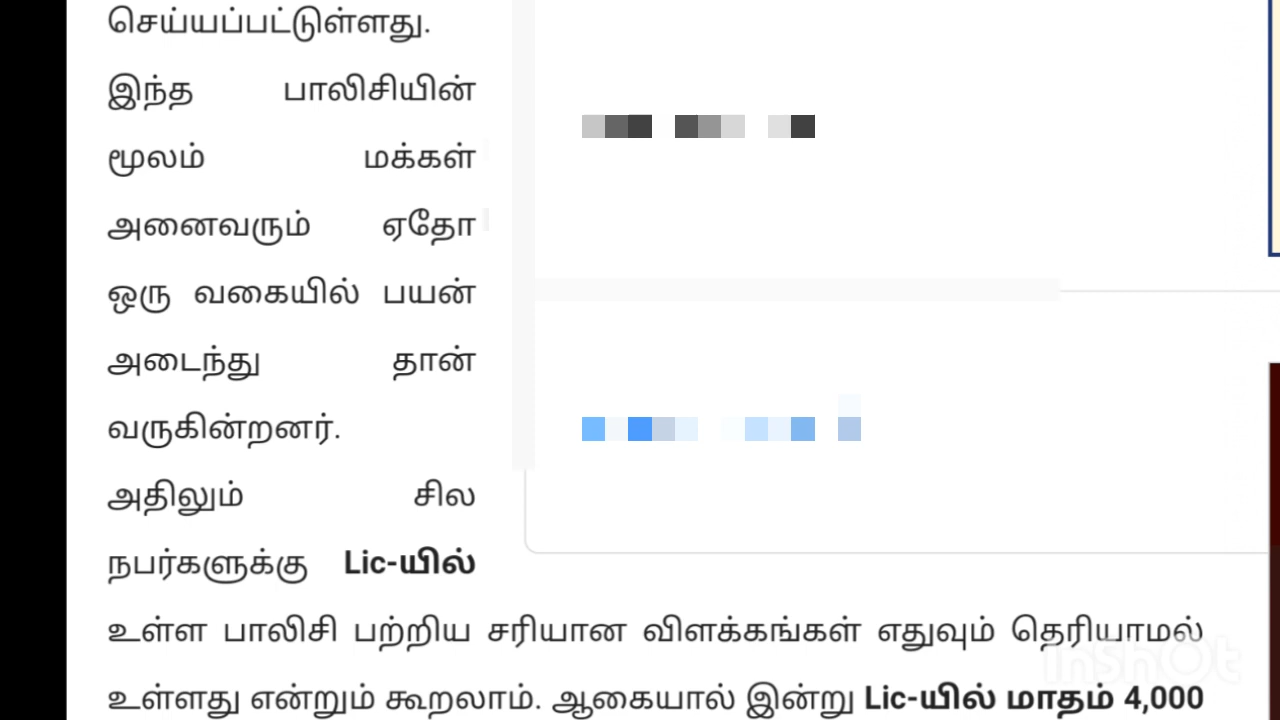 செய்யப்பட்டுள்ளது.
இந்த பாலிசியின்
மூலம் மக்கள்
அனைவரும் ஏதோ
ஒரு வகையில் பயன்
அடைந்து தான்
வருகின்றனர்.
அதிலும் சில
நபர்களுக்கு Lic-யில்
உள்ள பாலிசி பற்றிய சரியான விளக்கங்கள் எதுவும் தெரியாமல்
உள்ளது என்றும் கூறலாம். ஆகையால் இன்று Lic-யில் மாதம் 4,000
InShOt